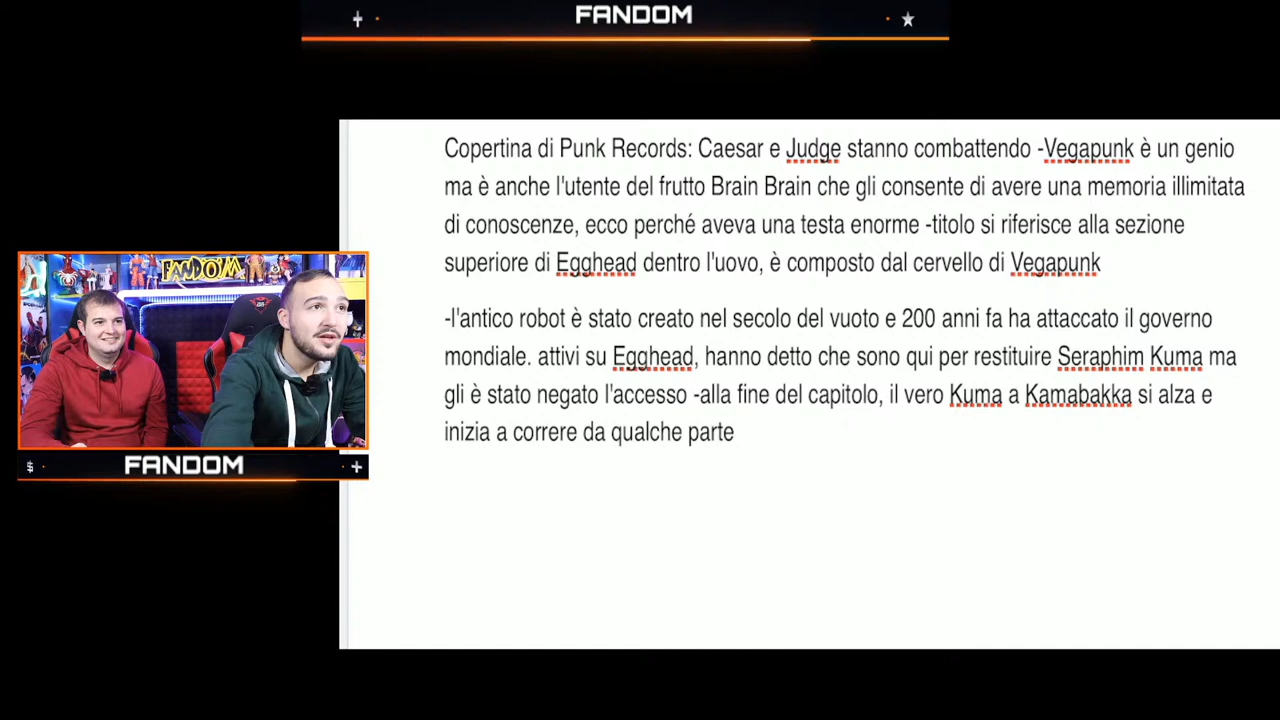 FANDOM
Copertina di Punk Records: Caesar e Judge stanno combattendo -Vegapunk è un genio
ma è anche l'utente del frutto Brain Brain che gli consente di avere una memoria illimitata
di conoscenze, ecco perché aveva una testa enorme -titolo si riferisce alla sezione
superiore di Egghead dentro l'uovo, è composto dal cervello di Vegapunk
-l'antico robot è stato creato nel secolo del vuoto e 200 anni fa ha attaccato il governo
mondiale. attivi su Egghead, hanno detto che sono qui per restituire Seraphim Kuma ma
gli è stato negato l'accesso -alla fine del capitolo, il vero Kuma a Kamabakka si alza e
inizia a correre da qualche parte
FANDOM
$ FANDOM